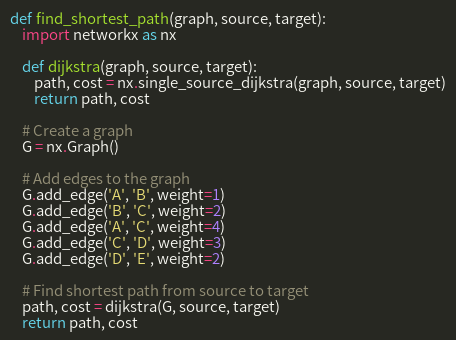 def find_shortest_path(graph, source, target):
    import networkx as nx

    def dijkstra(graph, source, target):
        path, cost = nx.single_source_dijkstra(graph, source, target)
        return path, cost

    # Create a graph
    G = nx.Graph()

    # Add edges to the graph
    G.add_edge('A', 'B', weight=1)
    G.add_edge('B', 'C', weight=2)
    G.add_edge('A', 'C', weight=4)
    G.add_edge('C', 'D', weight=3)
    G.add_edge('D', 'E', weight=2)

    # Find shortest path from source to target
    path, cost = dijkstra(G, source, target)
    return path, cost